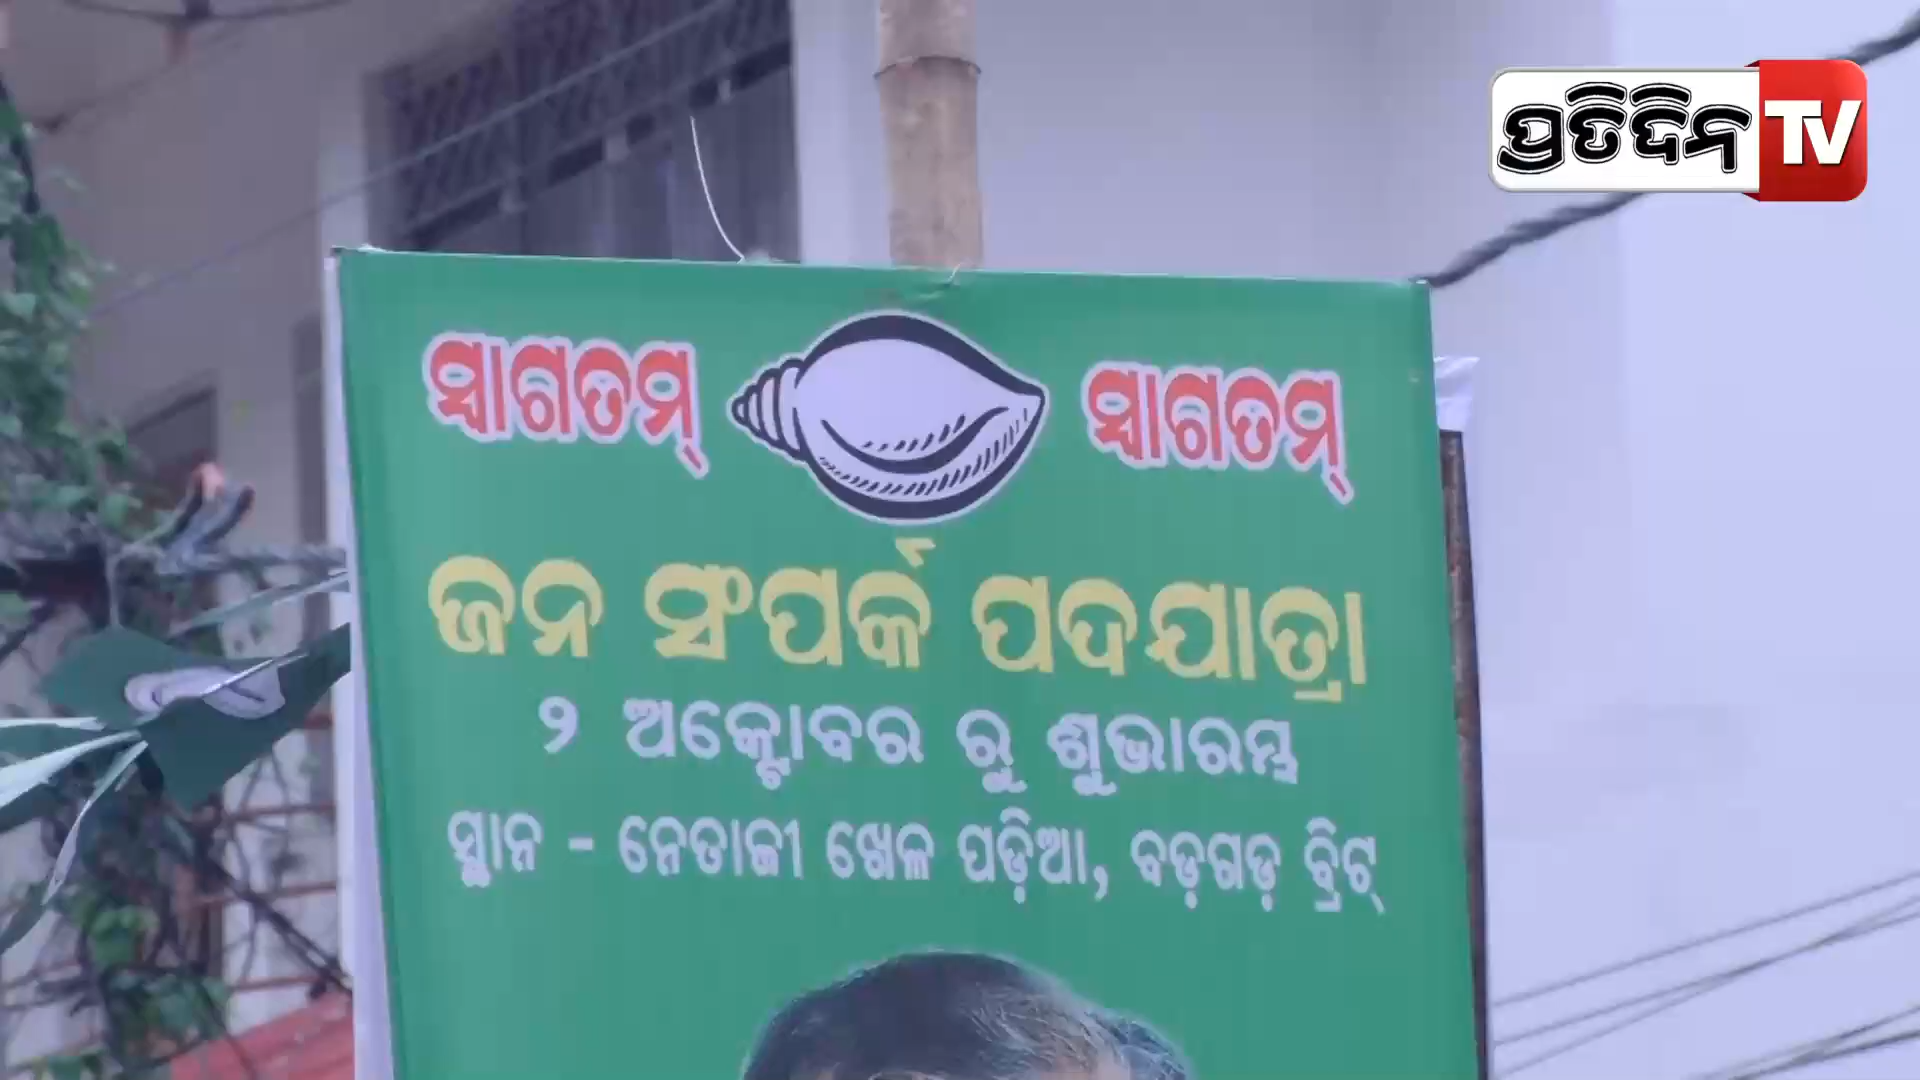 ପ୍ରତିଦିନ TV
ସ୍ୱାଗତମ୍ ସ୍ୱାଗତମ୍
ଜନ ସଂପର୍କ ପଦଯାତ୍ରା
୨ ଅକ୍ଟୋବର ରୁ ଶୁଭାରମ୍ଭ
ସ୍ଥାନ - ନେତାଜୀ ଖେଳ ପଡ଼ିଆ, ବଡ଼ଗଡ଼ ବ୍ରିଟ୍